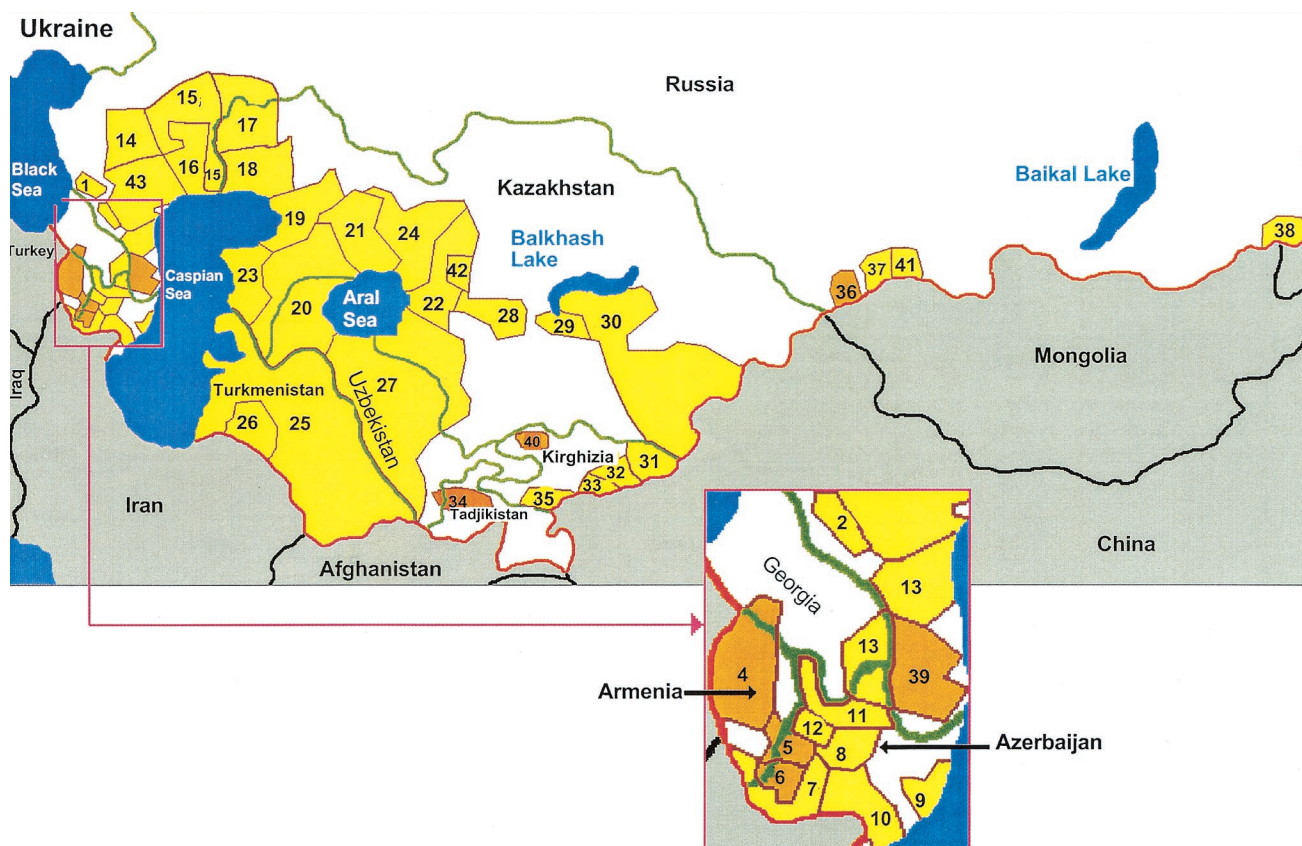 Ukraine
Russia
15
17
14
Black
Sea
1
43
16
15
18
Kazakhstan
Baikal Lake
Turkey
19
21
24
Balkhash
Lake
38
23
Caspian
Sea
20
Aral
Sea
42
22
28
29
30
36
37
41
Mongolia
Iraq
Turkmenistan
27
Uzbekistan
26
25
40
Kirghizia
31
32
33
35
34
Tadjikistan
Iran
Afghanistan
China
2
Georgia
13
13
39
4
Armenia
11
12
5
8
Azerbaijan
6
7
9
10